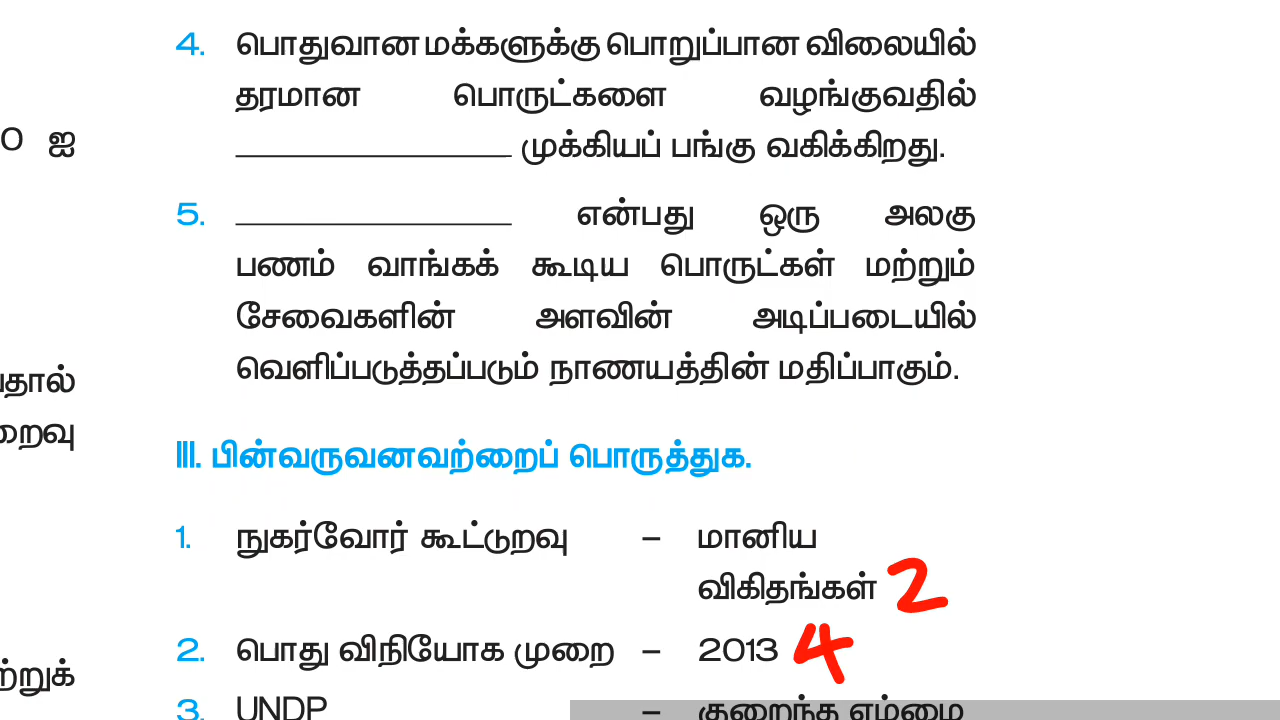 4. பொதுவான மக்களுக்கு பொறுப்பான விலையில்
தரமான பொருட்களை வழங்குவதில்
முக்கியப் பங்கு வகிக்கிறது.
5. என்பது ஒரு அலகு
பணம் வாங்கக் கூடிய பொருட்கள் மற்றும்
சேவைகளின் அளவின் அடிப்படையில்
வெளிப்படுத்தப்படும் நாணயத்தின் மதிப்பாகும்.
0 ஐ
றவு
III. பின்வருவனவற்றைப் பொருத்துக.
1. நுகர்வோர் கூட்டுறவு – மானிய
விகிதங்கள் 2
2. பொது விநியோக முறை – 2013 4
ற்றுக்
3. UNDP – குறைந்த எம்மை